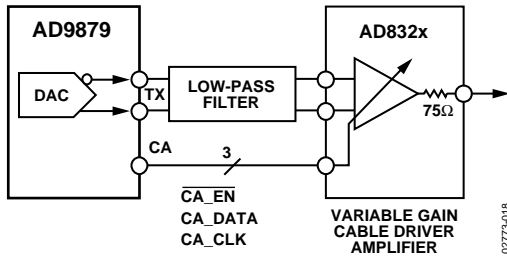 AD9879
AD832x
DAC
TX
LOW-PASS
FILTER
75Ω
CA
3
CA_EN
CA_DATA
CA_CLK
VARIABLE GAIN
CABLE DRIVER
AMPLIFIER
02773-018